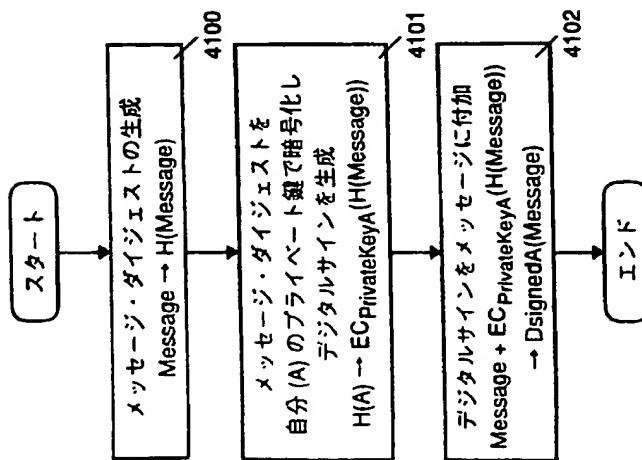 スタート
メッセージ・ダイジェストの生成
Message → H(Message)
4100
メッセージ・ダイジェストを
自分(A)のプライベート鍵で暗号化し
デジタルサインを生成
H(A) → ECPrivateKeyA(H(Message))
4101
デジタルサインをメッセージに付加
Message + ECPrivateKeyA(H(Message))
→ DsignedA(Message)
4102
エンド